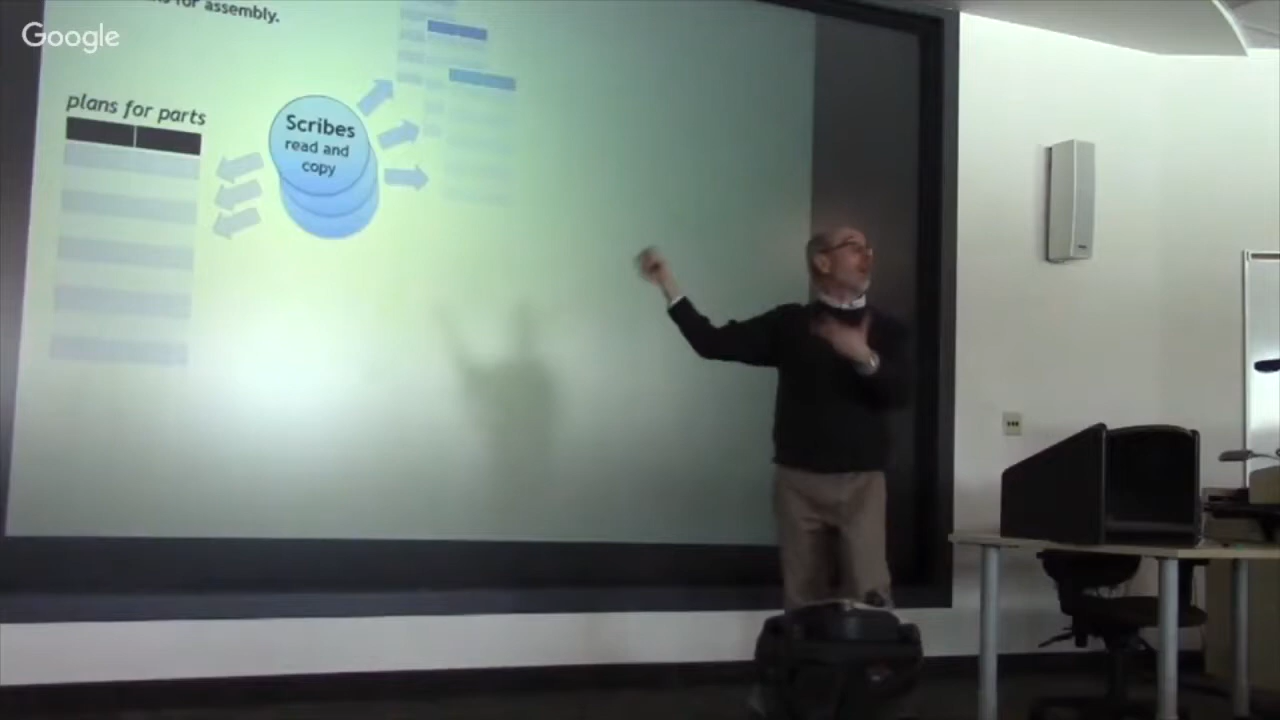 for assembly.
Google
plans for parts
Scribes
read and
copy